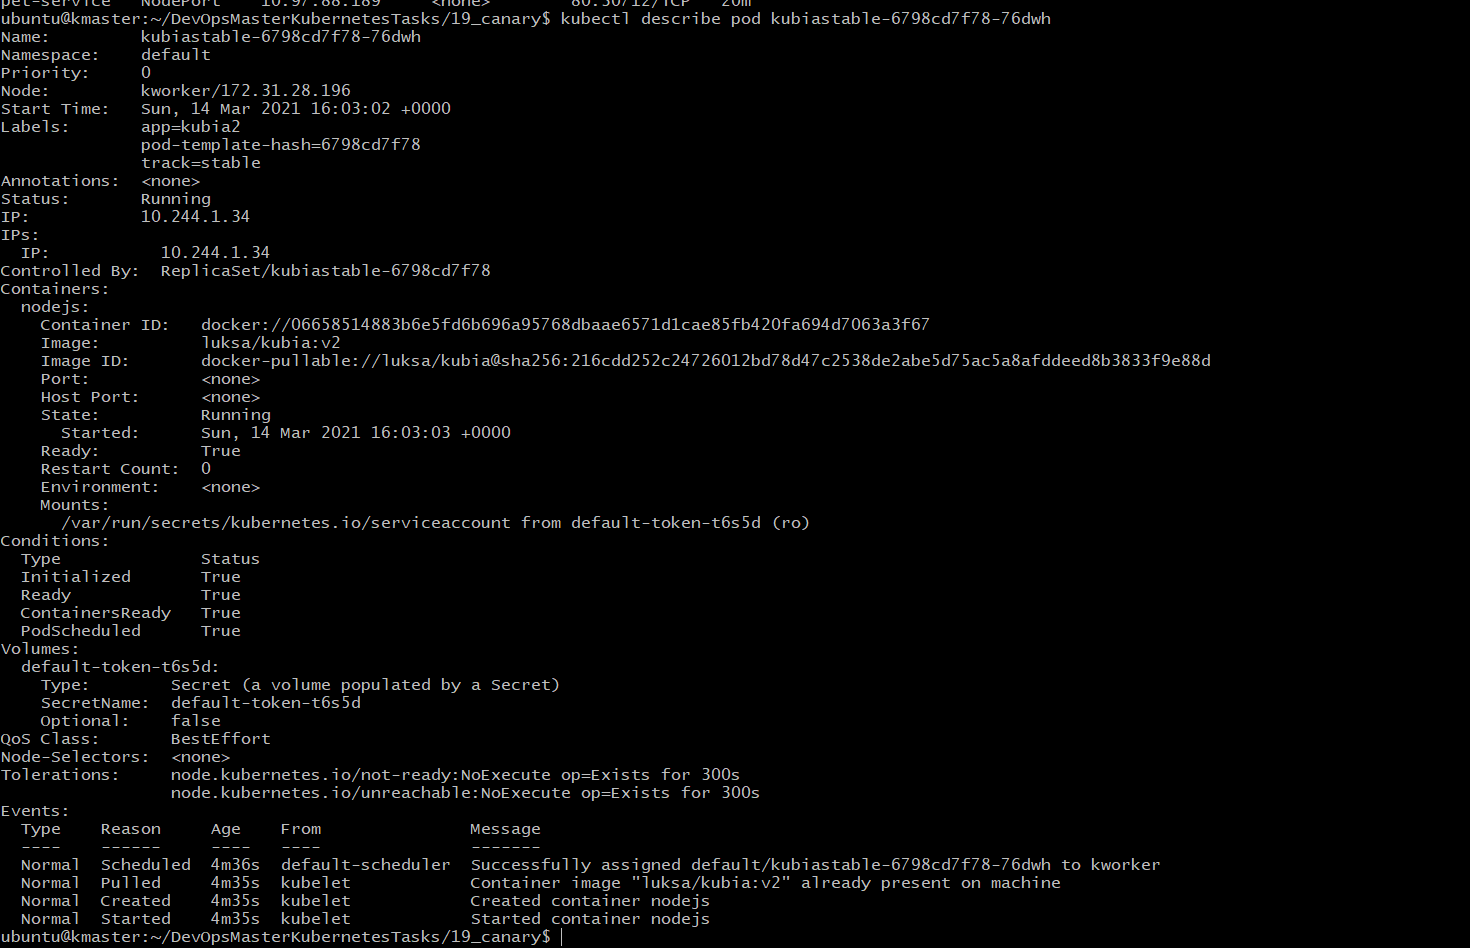 pet-service   NodePort    10.97.88.189     <none>        80:30712/TCP   20m
ubuntu@kmaster:~/DevOpsMasterKubernetesTasks/19_canary$ kubectl describe pod kubiastable-6798cd7f78-76dwh
Name:         kubiastable-6798cd7f78-76dwh
Namespace:    default
Priority:     0
Node:         kworker/172.31.28.196
Start Time:   Sun, 14 Mar 2021 16:03:02 +0000
Labels:       app=kubia2
              pod-template-hash=6798cd7f78
              track=stable
Annotations:  <none>
Status:       Running
IP:           10.244.1.34
IPs:
  IP:           10.244.1.34
Controlled By:  ReplicaSet/kubiastable-6798cd7f78
Containers:
  nodejs:
    Container ID:   docker://06658514883b6e5fd6b696a95768dbaae6571d1cae85fb420fa694d7063a3f67
    Image:          luksa/kubia:v2
    Image ID:       docker-pullable://luksa/kubia@sha256:216cdd252c24726012bd78d47c2538de2abe5d75ac5a8afddeed8b3833f9e88d
    Port:           <none>
    Host Port:      <none>
    State:          Running
      Started:      Sun, 14 Mar 2021 16:03:03 +0000
    Ready:          True
    Restart Count:  0
    Environment:    <none>
    Mounts:
      /var/run/secrets/kubernetes.io/serviceaccount from default-token-t6s5d (ro)
Conditions:
  Type              Status
  Initialized       True
  Ready             True
  ContainersReady   True
  PodScheduled      True
Volumes:
  default-token-t6s5d:
    Type:        Secret (a volume populated by a Secret)
    SecretName:  default-token-t6s5d
    Optional:    false
QoS Class:       BestEffort
Node-Selectors:  <none>
Tolerations:     node.kubernetes.io/not-ready:NoExecute op=Exists for 300s
                 node.kubernetes.io/unreachable:NoExecute op=Exists for 300s
Events:
  Type    Reason     Age    From               Message
  ----    ------     ----   ----               -------
  Normal  Scheduled  4m36s  default-scheduler  Successfully assigned default/kubiastable-6798cd7f78-76dwh to kworker
  Normal  Pulled     4m35s  kubelet            Container image "luksa/kubia:v2" already present on machine
  Normal  Created    4m35s  kubelet            Created container nodejs
  Normal  Started    4m35s  kubelet            Started container nodejs
ubuntu@kmaster:~/DevOpsMasterKubernetesTasks/19_canary$